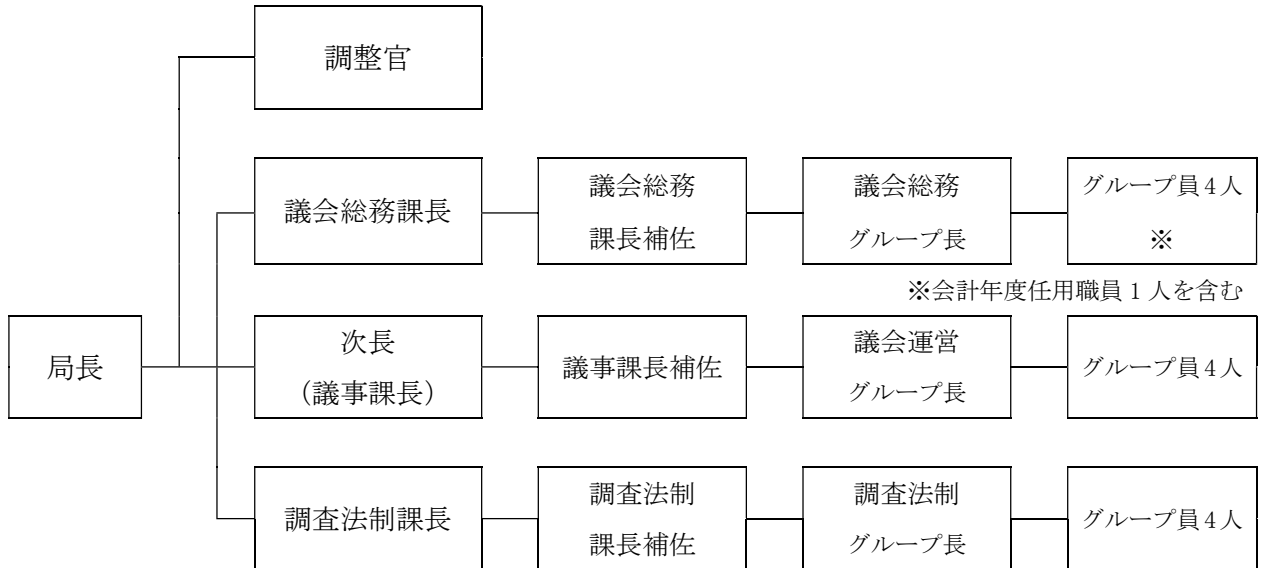 調整官
議会総務課長
議会総務
課長補佐
議会総務
グループ長
グループ員4人
※
※会計年度任用職員1人を含む
局長
次長
（議事課長）
議事課長補佐
議会運営
グループ長
グループ員4人
調査法制課長
調査法制
課長補佐
調査法制
グループ長
グループ員4人